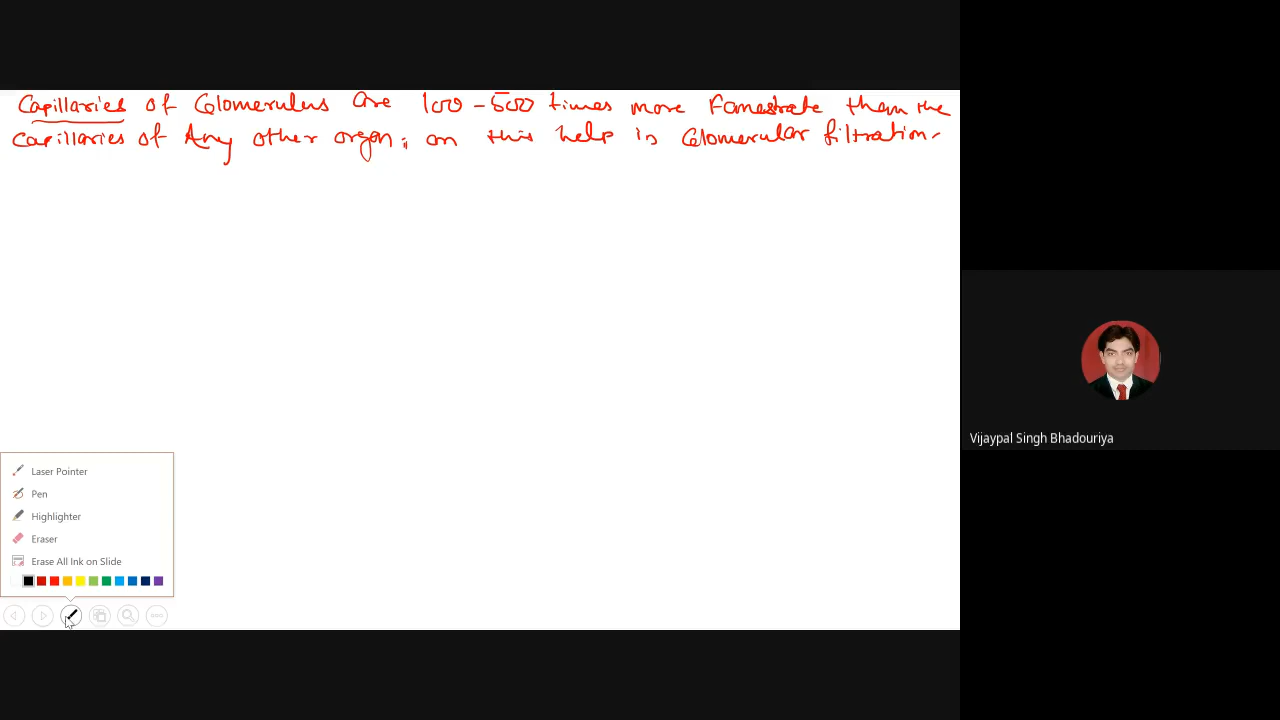 Capillaries of Glomerulus are 100-500 times more Fanestrate than the
capillaries of Any other organ; on this help in Glomerular filtration.
Vijaypal Singh Bhadouriya
Laser Pointer
Pen
Highlighter
Eraser
Erase All Ink on Slide